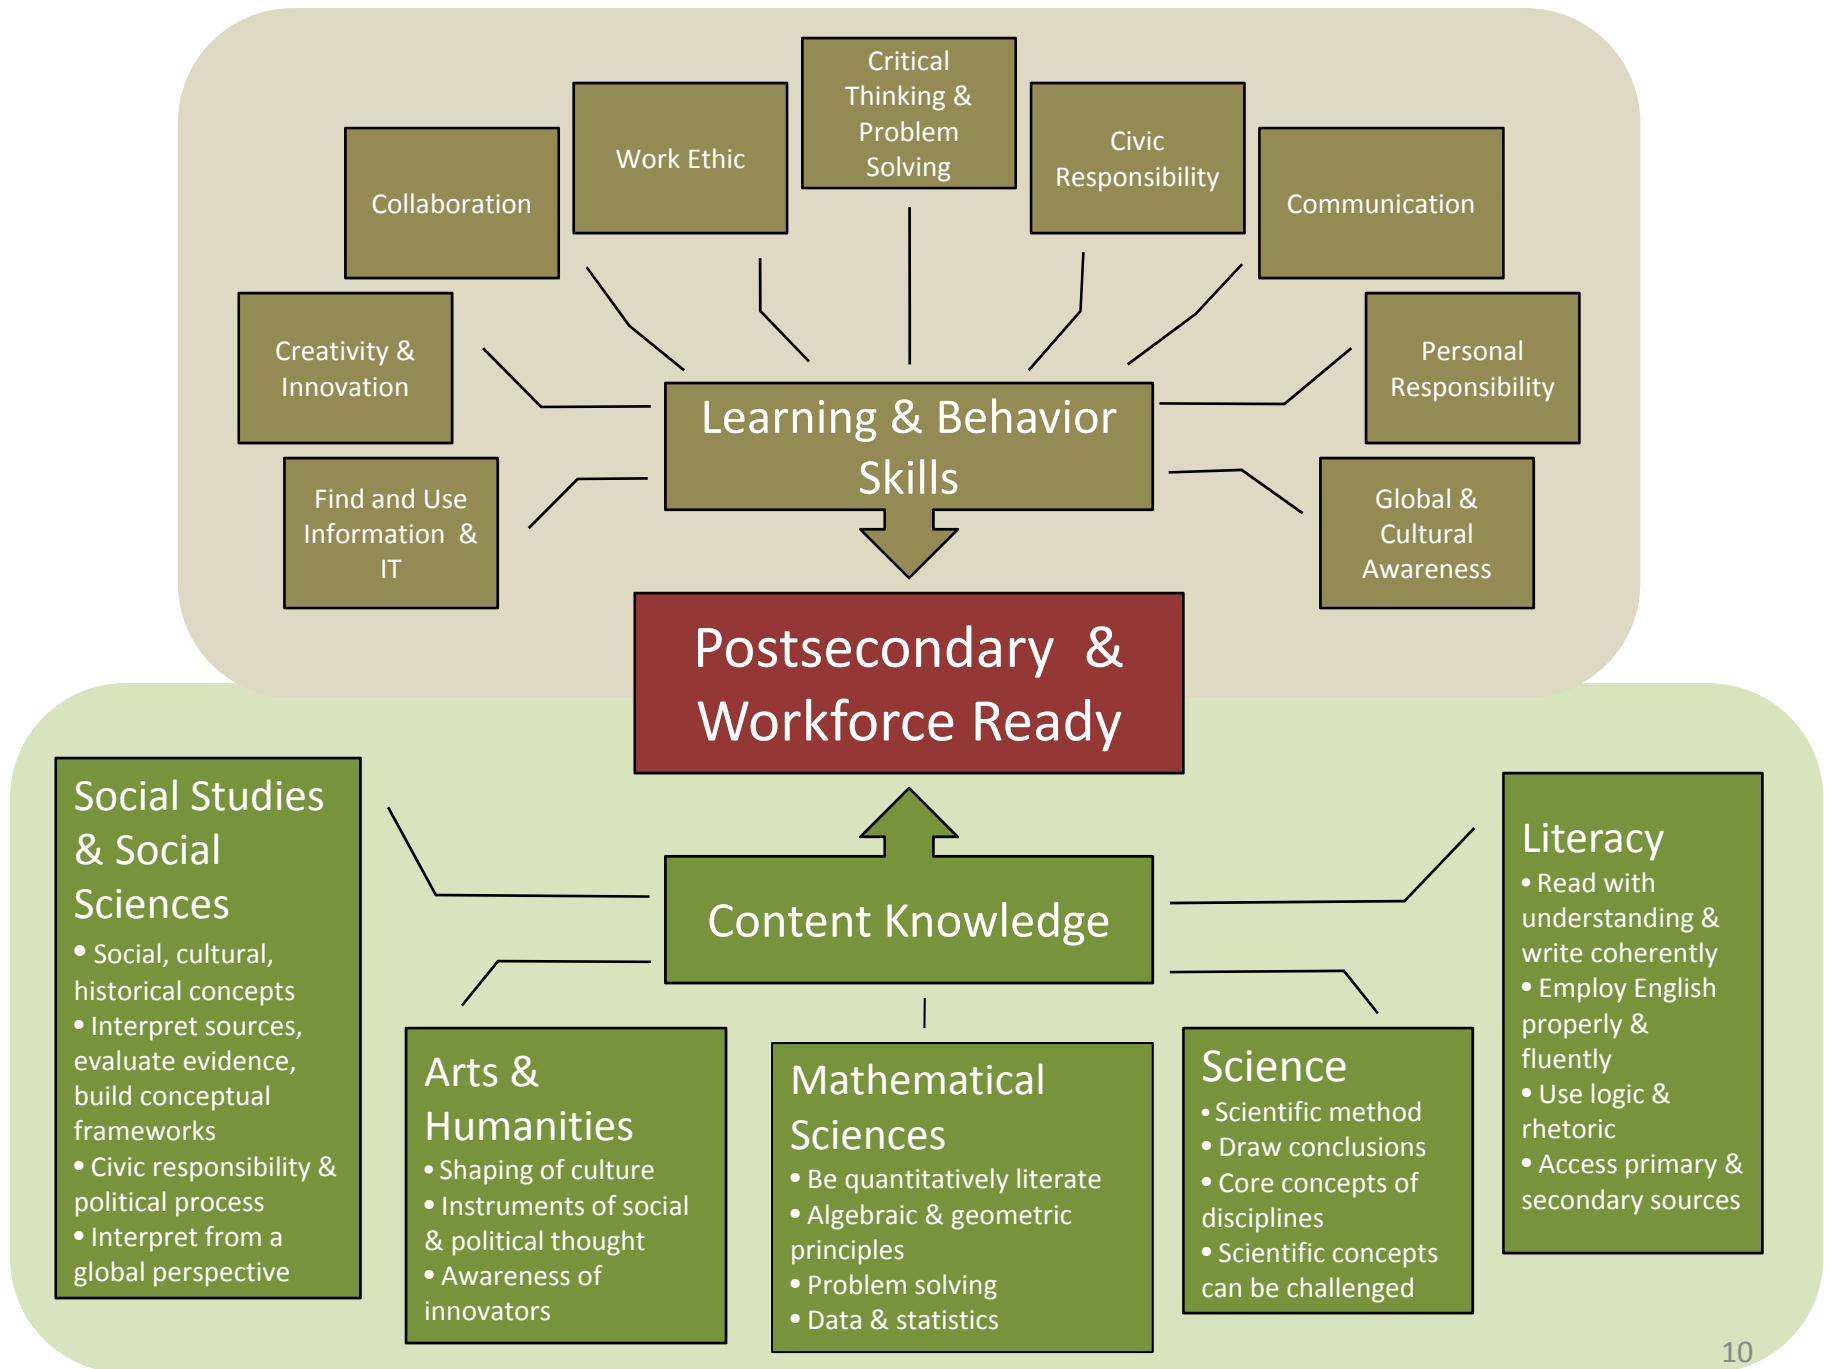 Critical
Thinking &
Problem
Solving
Work Ethic
Civic
Responsibility
Collaboration
Communication
Creativity &
Innovation
Personal
Responsibility
Learning & Behavior
Skills
Find and Use
Information & 
IT
Global &
Cultural
Awareness
Postsecondary &
Workforce Ready
Social Studies
& Social
Sciences
• Social, cultural,
historical concepts
• Interpret sources,
evaluate evidence,
build conceptual
frameworks
• Civic responsibility &
political process
• Interpret from a
global perspective
Content Knowledge
Literacy
• Read with
understanding &
write coherently
• Employ English
properly &
fluently
• Use logic &
rhetoric
• Access primary &
secondary sources
Arts &
Humanities
• Shaping of culture
• Instruments of social
& political thought
• Awareness of
innovators
Mathematical
Sciences
• Be quantitatively literate
• Algebraic & geometric
principles
• Problem solving
• Data & statistics
Science
• Scientific method
• Draw conclusions
• Core concepts of
disciplines
• Scientific concepts
can be challenged
10